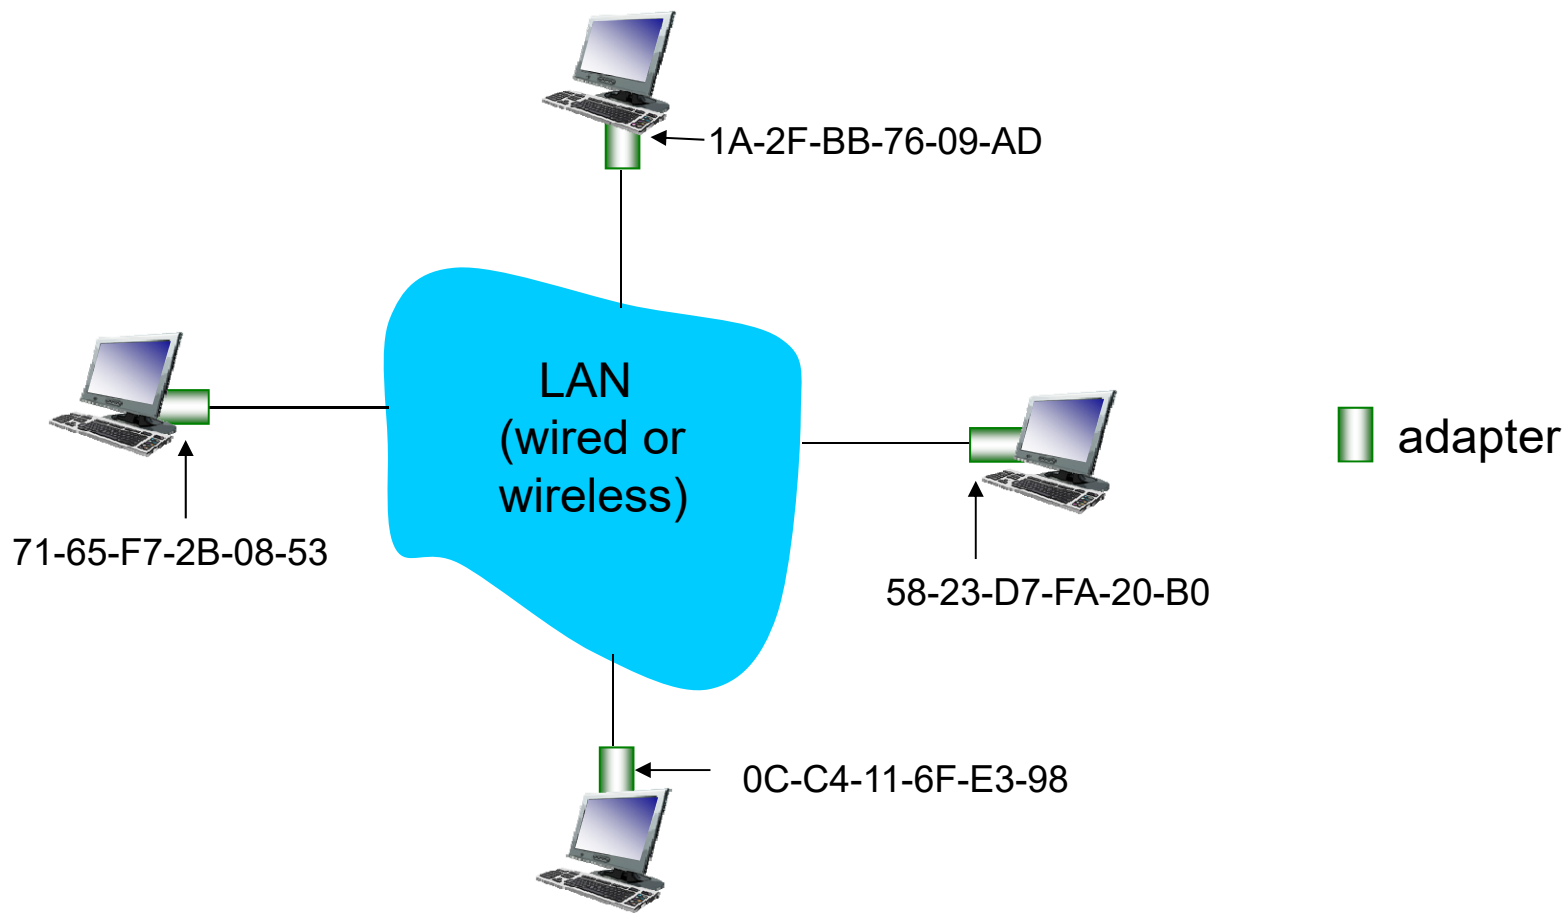 1A-2F-BB-76-09-AD
LAN
(wired or
wireless)
adapter
71-65-F7-2B-08-53
58-23-D7-FA-20-B0
0C-C4-11-6F-E3-98